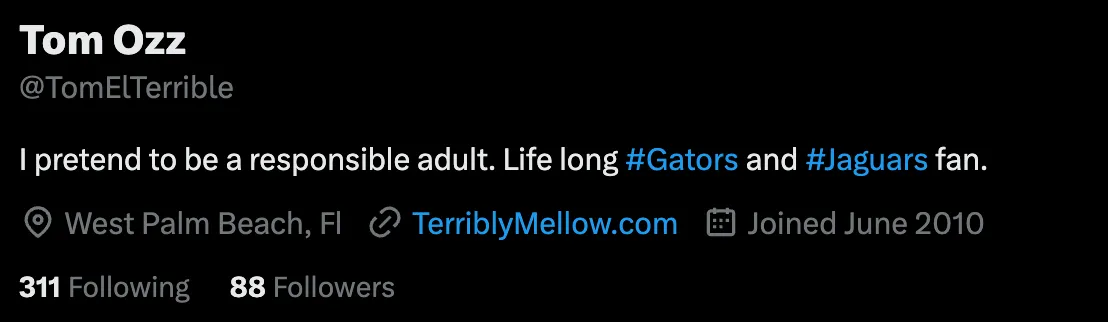 Tom Ozz
@TomElTerrible
I pretend to be a responsible adult. Life long #Gators and #Jaguars fan.
West Palm Beach, Fl TerriblyMellow.com Joined June 2010
311 Following 88 Followers